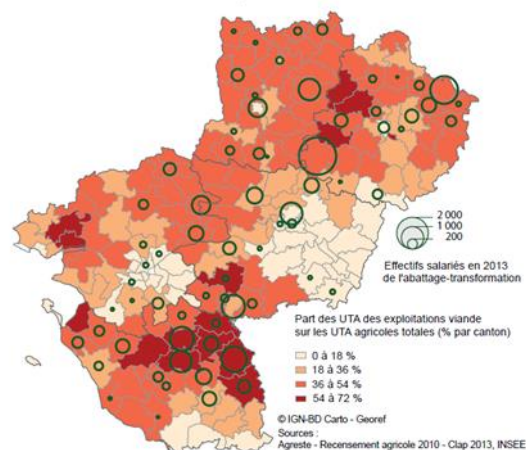 2 000
1 000
200
Effectifs salariés en 2013
de l'abattage-transformation
Part des UTA des exploitations viande
sur les UTA agricoles totales (% par canton)
0 à 18 %
18 à 36 %
36 à 54 %
54 à 72 %
© IGN-BD Carto - Georef
Sources :
Agreste - Recensement agricole 2010 - Clap 2013, INSEE